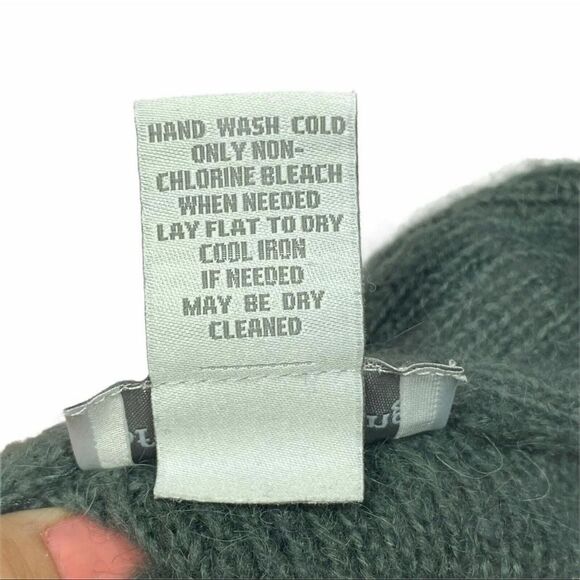 HAND WASH COLD
ONLY NON-
CHLORINE BLEACH
WHEN NEEDED
LAY FLAT TO DRY
COOL IRON
IF NEEDED
MAY BE DRY
CLEANED